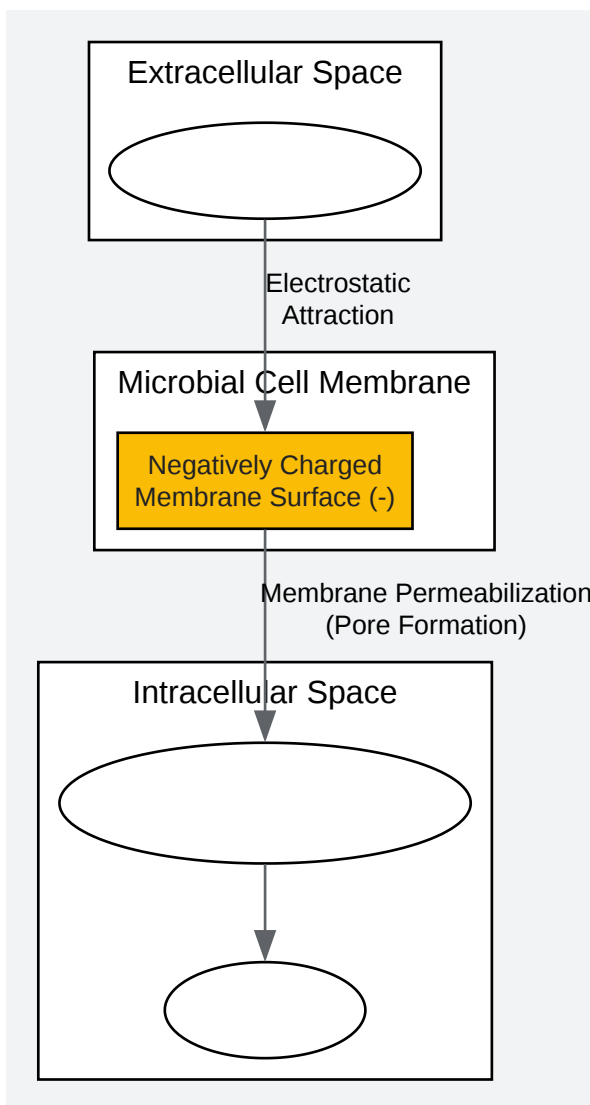 Extracellular Space
Electrostatic
Attraction
Microbial Cell Membrane
Negatively Charged
Membrane Surface (-)
Membrane Permeabilization
(Pore Formation)
Intracellular Space